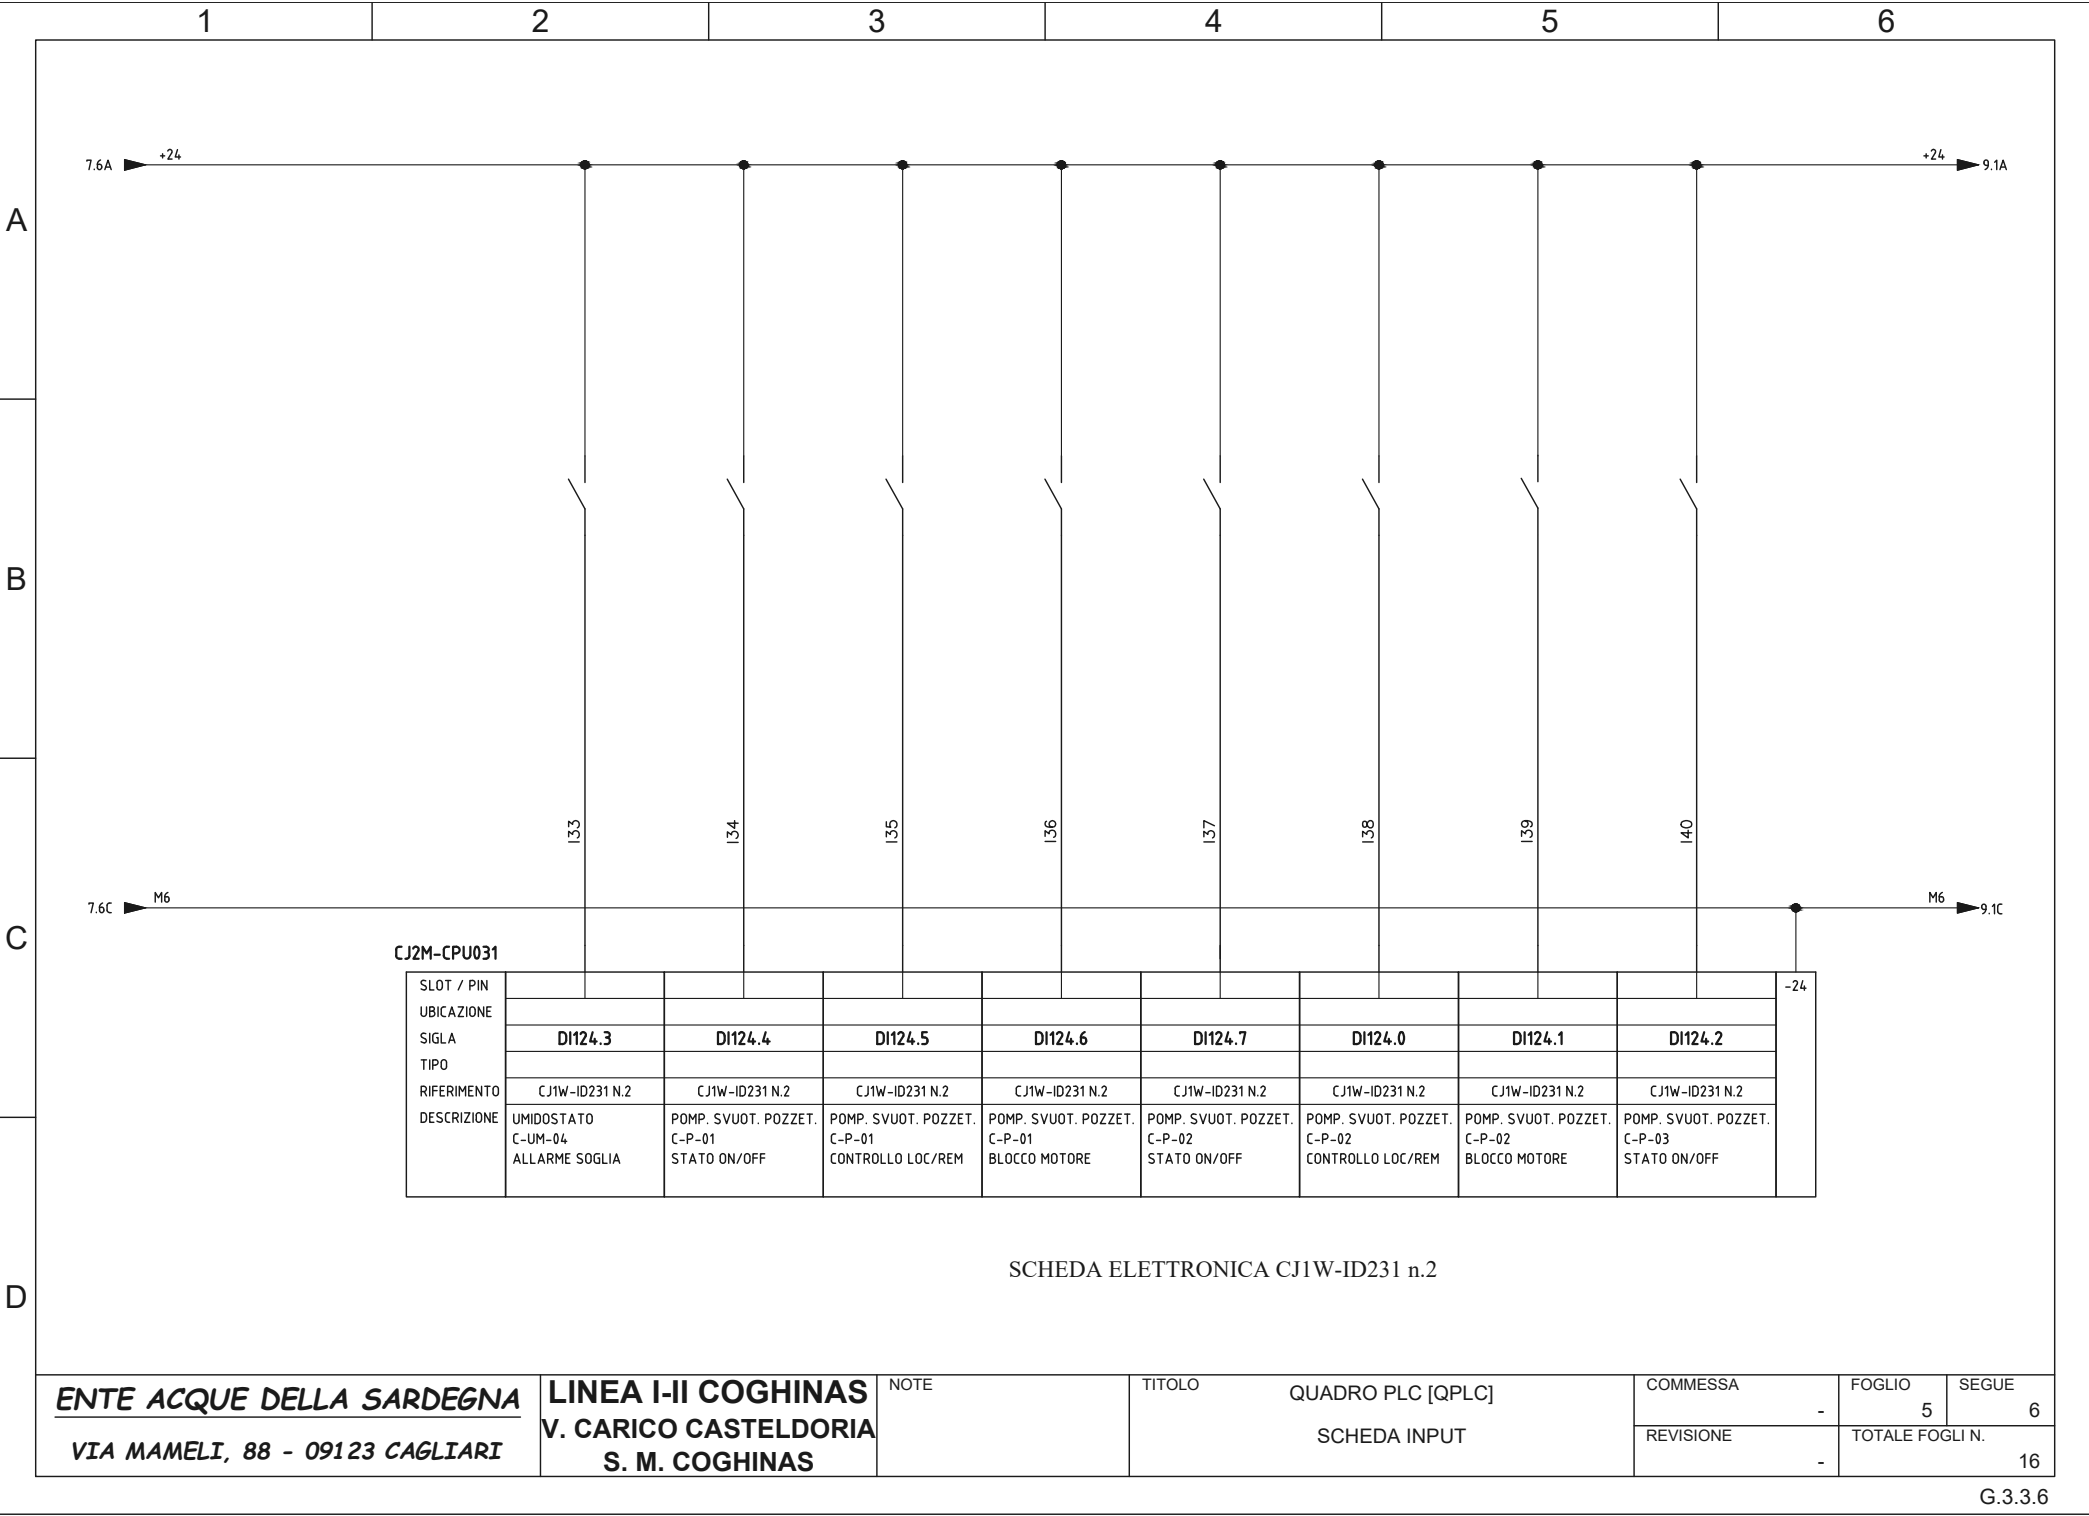 1 2 3 4 5 6
A
B
C
D
7.6A +24 +24 9.1A
I33 I34 I35 I36 I37 I38 I39 I40
7.6C M6 M6 9.1C
CJ2M-CPU031
SLOT / PIN -24
UBICAZIONE
SIGLA DI124.3 DI124.4 DI124.5 DI124.6 DI124.7 DI124.0 DI124.1 DI124.2
TIPO
RIFERIMENTO CJ1W-ID231 N.2 CJ1W-ID231 N.2 CJ1W-ID231 N.2 CJ1W-ID231 N.2 CJ1W-ID231 N.2 CJ1W-ID231 N.2 CJ1W-ID231 N.2 CJ1W-ID231 N.2
DESCRIZIONE UMIDOSTATO POMP. SVUOT. POZZET. POMP. SVUOT. POZZET. POMP. SVUOT. POZZET. POMP. SVUOT. POZZET. POMP. SVUOT. POZZET. POMP. SVUOT. POZZET. POMP. SVUOT. POZZET.
C-UM-04 C-P-01 C-P-01 C-P-01 C-P-02 C-P-02 C-P-02 C-P-03
ALLARME SOGLIA STATO ON/OFF CONTROLLO LOC/REM BLOCCO MOTORE STATO ON/OFF CONTROLLO LOC/REM BLOCCO MOTORE STATO ON/OFF
SCHEDA ELETTRONICA CJ1W-ID231 n.2
ENTE ACQUE DELLA SARDEGNA
VIA MAMELI, 88 - 09123 CAGLIARI
LINEA I-II COGHINAS
V. CARICO CASTELDORIA
S. M. COGHINAS
NOTE
TITOLO
QUADRO PLC [QPLC]
SCHEDA INPUT
COMMESSA
-
REVISIONE
-
FOGLIO
5
SEGUE
6
TOTALE FOGLI N.
16
G.3.3.6